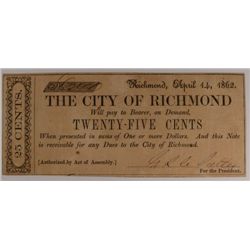 Richmond, April 14, 1862.
THE CITY OF RICHMOND
Will pay to Bearer, on Demand,
TWENTY-FIVE CENTS
When presented in sums of One or more Dollars. And this Note
is receivable for any Dues to the City of Richmond.
[Authorized by Act of Assembly.]
For the President.
25 CENTS.